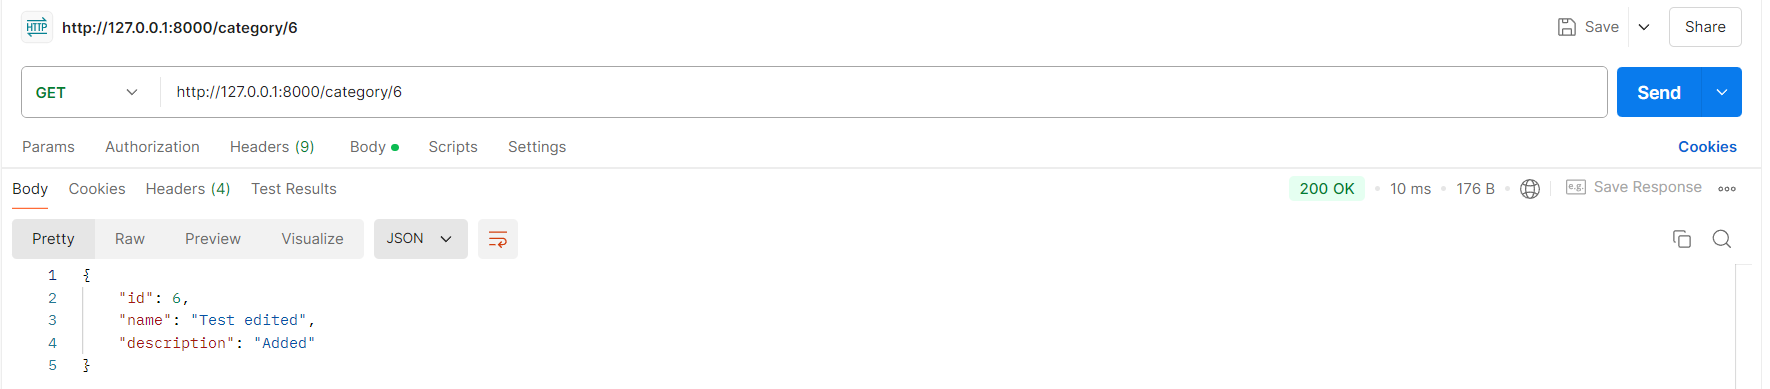 HTTP http://127.0.0.1:8000/category/6 Save Share
GET http://127.0.0.1:8000/category/6 Send
Params Authorization Headers (9) Body Scripts Settings Cookies
Body Cookies Headers (4) Test Results 200 OK 10 ms 176 B e.g. Save Response
Pretty Raw Preview Visualize JSON
1 {
2 "id": 6,
3 "name": "Test edited",
4 "description": "Added"
5 }